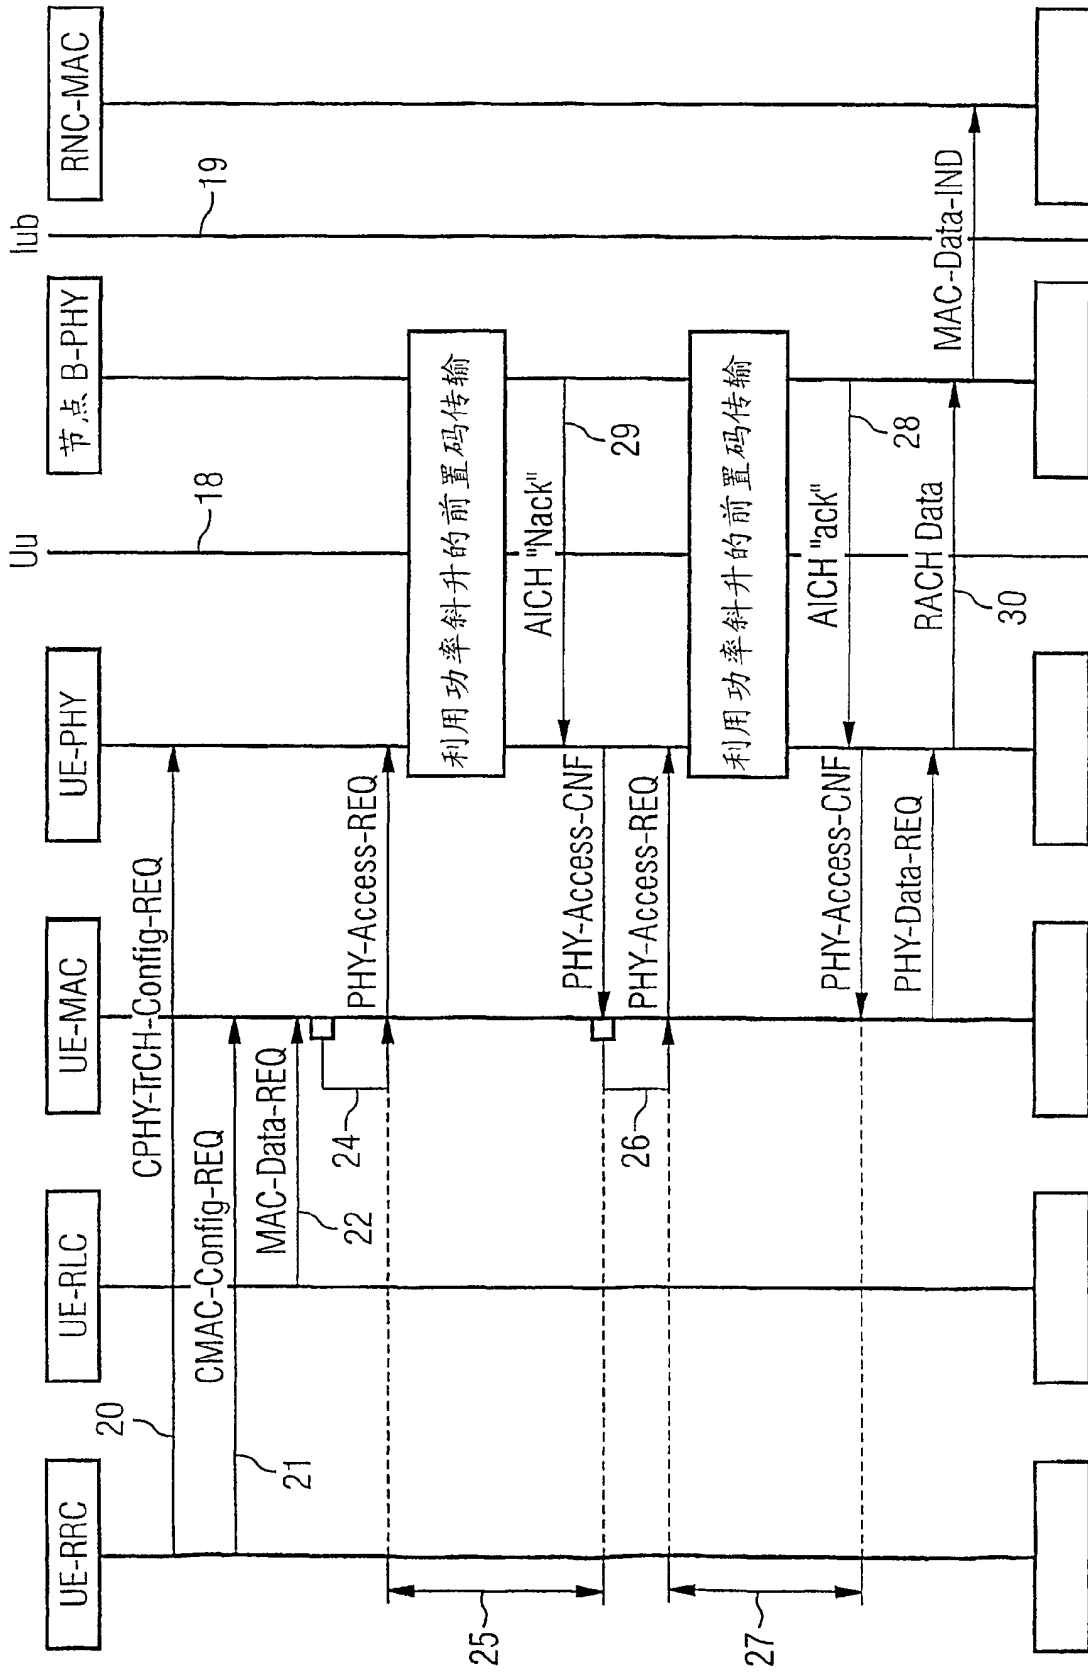 Uu
Iub
UE-RRC
UE-RLC
UE-MAC
UE-PHY
节点 B-PHY
RNC-MAC
18
19
20
CPHY-TrCH-Config-REQ
21
CMAC-Config-REQ
MAC-Data-REQ
22
24
PHY-Access-REQ
利用功率斜升的前置码传输
25
AICH "Nack"
29
PHY-Access-CNF
26
PHY-Access-REQ
利用功率斜升的前置码传输
27
AICH "ack"
28
PHY-Access-CNF
PHY-Data-REQ
RACH Data
30
MAC-Data-IND